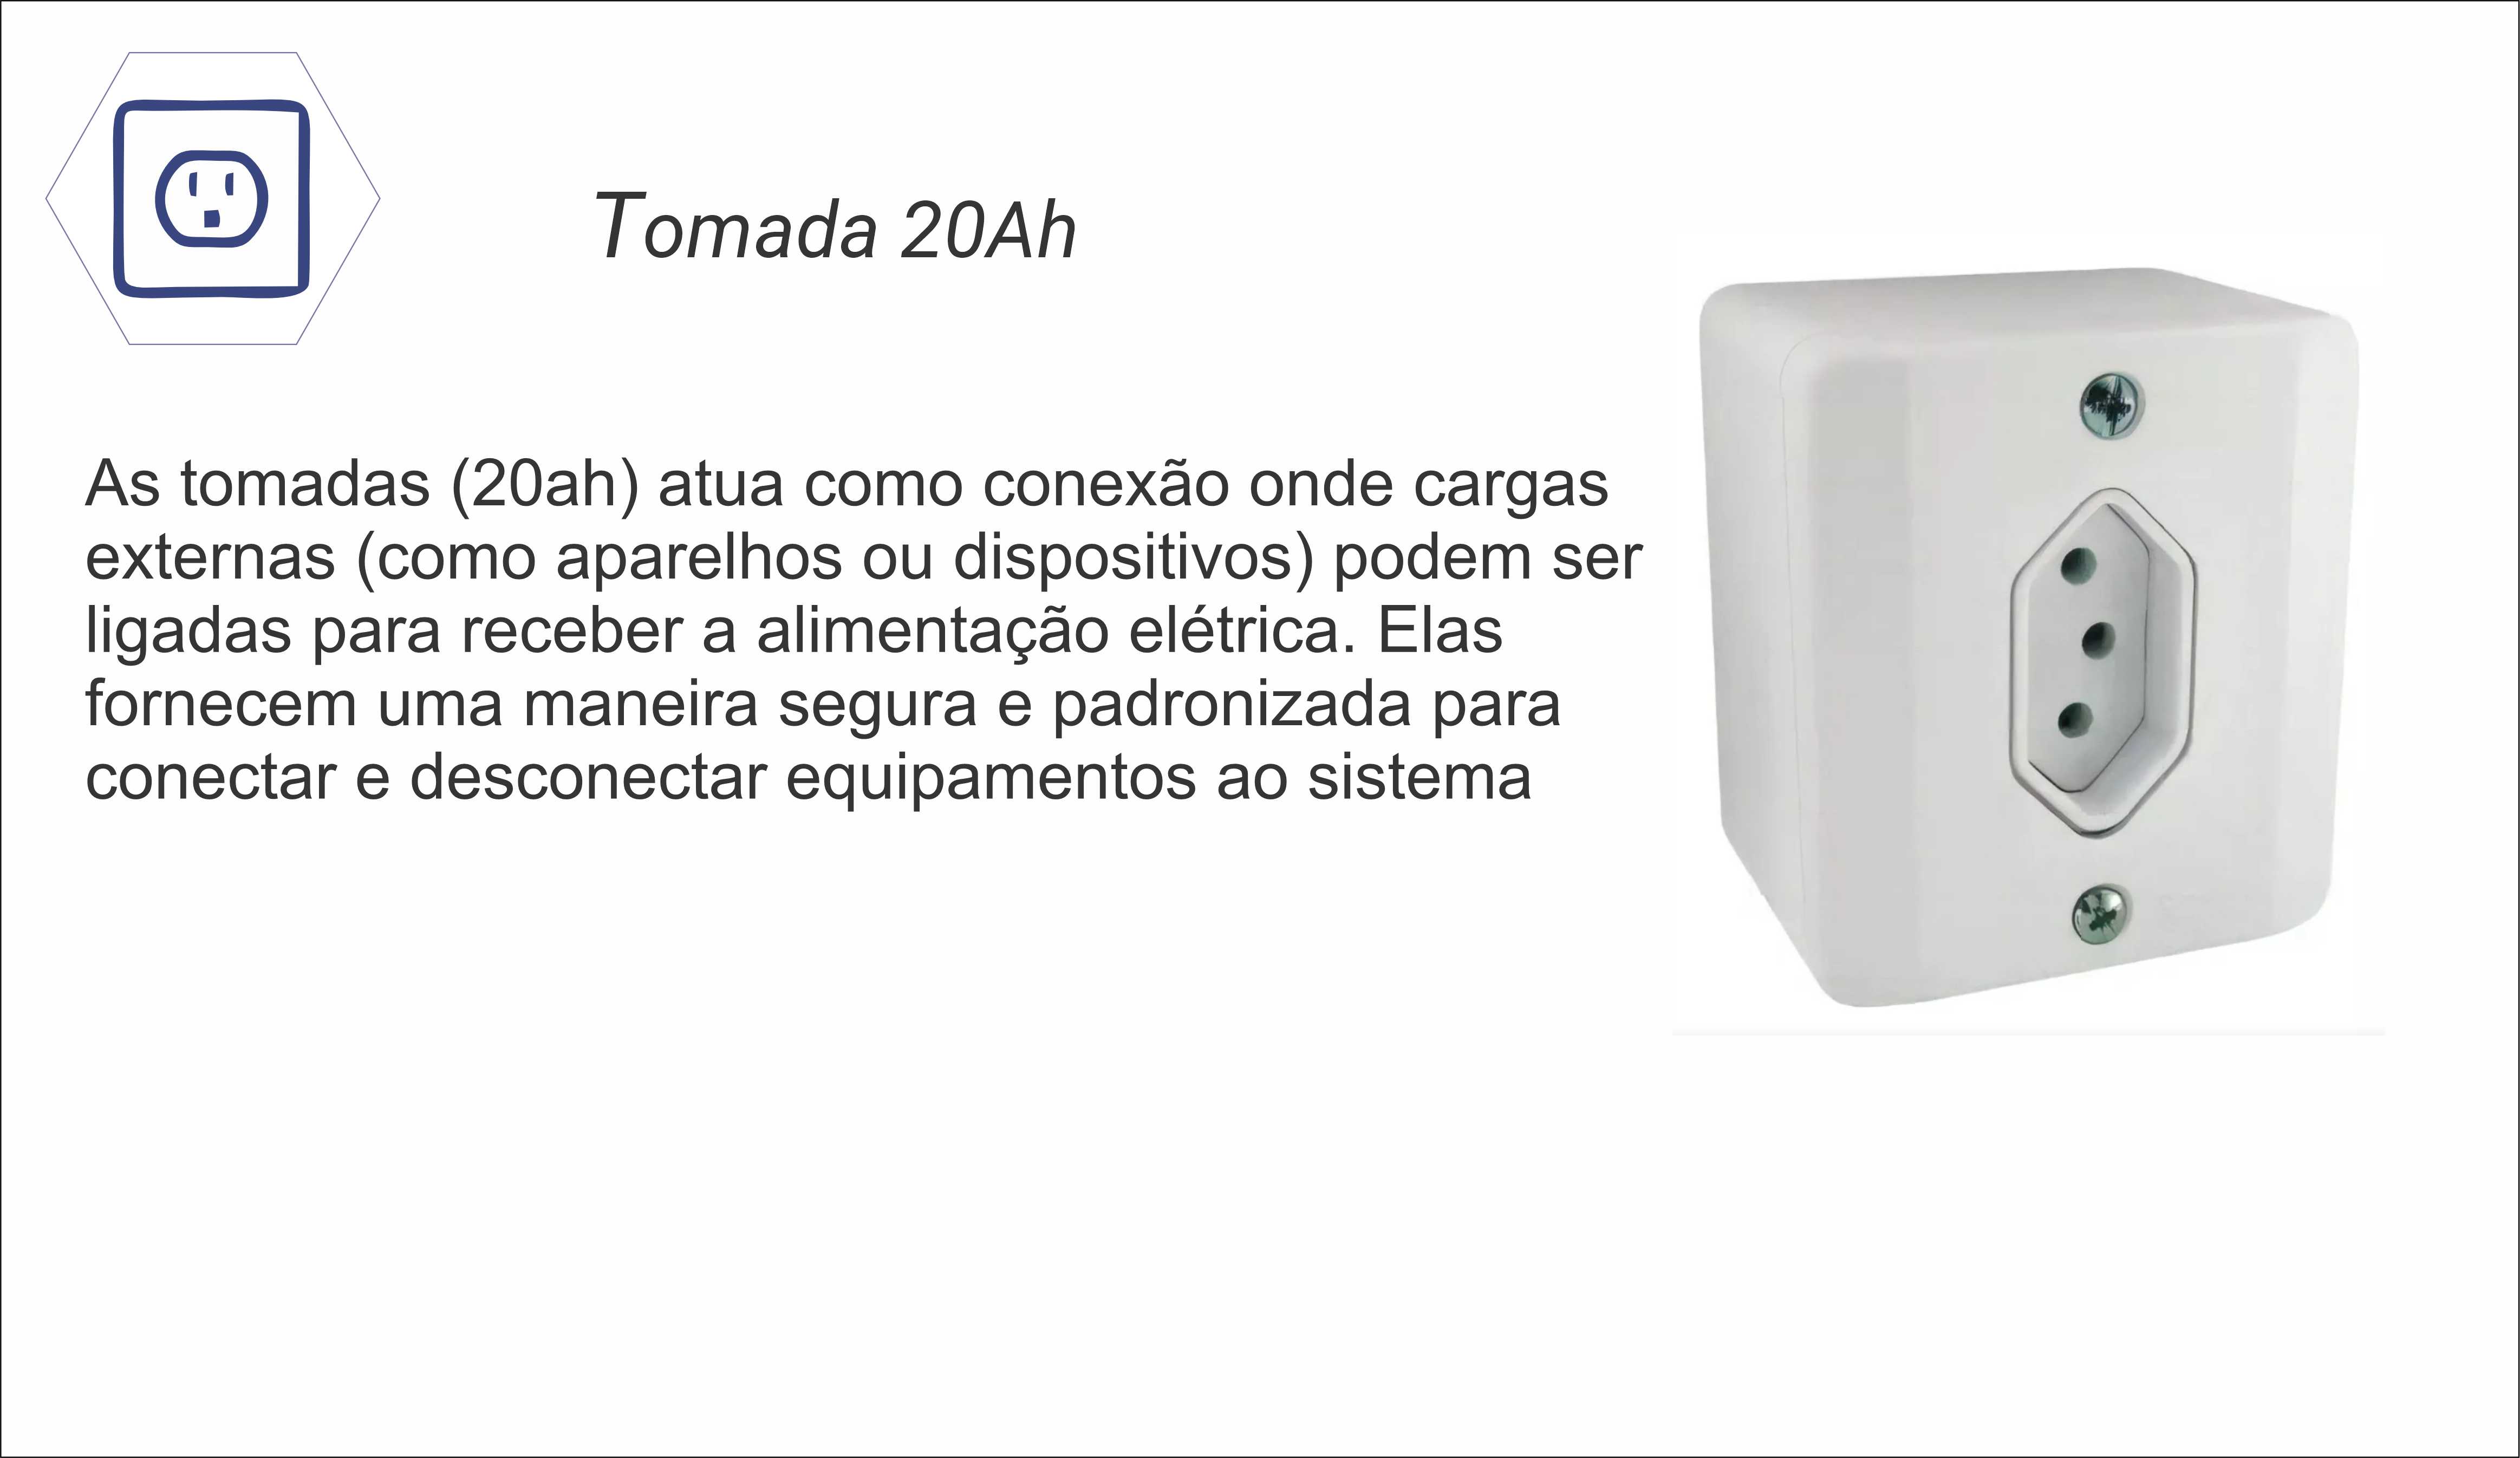 Tomada 20Ah
As tomadas (20ah) atua como conexão onde cargas
externas (como aparelhos ou dispositivos) podem ser
ligadas para receber a alimentação elétrica. Elas
fornecem uma maneira segura e padronizada para
conectar e desconectar equipamentos ao sistema